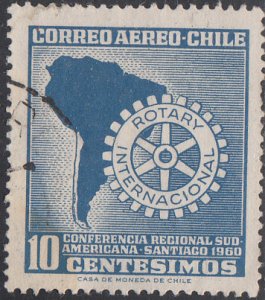 CORREO AEREO-CHILE
ROTARY
INTERNACIONAL
CONFERENCIA REGIONAL SUD-
AMERICANA-SANTIAGO 1960
10 CENTESIMOS
CASA DE MONEDA DE CHILE